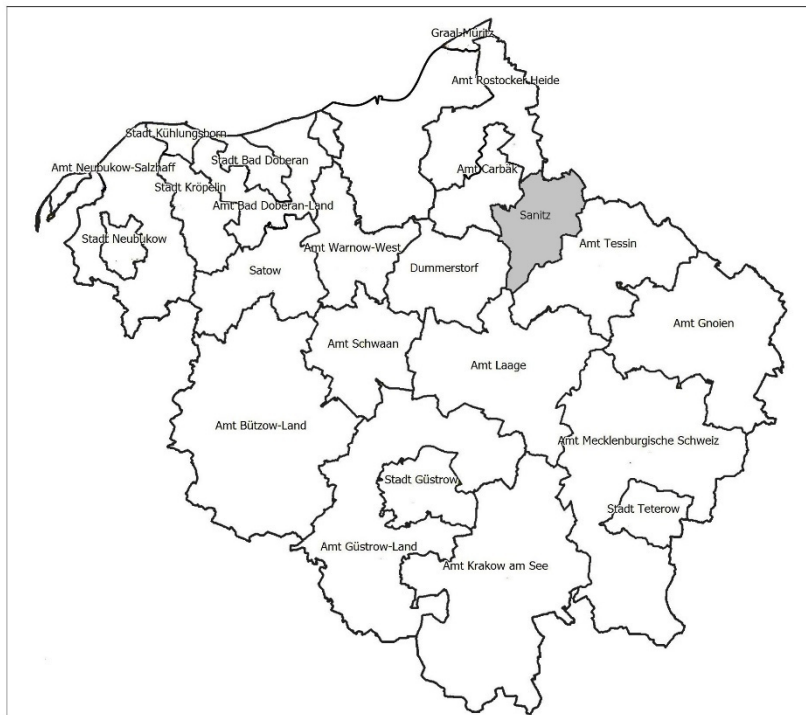 Graal-Müritz
Amt Rostocker Heide
Stadt Kühlungsborn
Stadt Bad Doberan
Amt Neubukow-Salzhaff
Amt Carbäk
Stadt Kröpelin
Amt Bad Doberan-Land
Sanitz
Stadt Neubukow
Amt Warnow-West
Amt Tessin
Satow
Dummerstorf
Amt Gnoien
Amt Schwaan
Amt Laage
Amt Bützow-Land
Amt Mecklenburgische Schweiz
Stadt Güstrow
Stadt Teterow
Amt Güstrow-Land
Amt Krakow am See